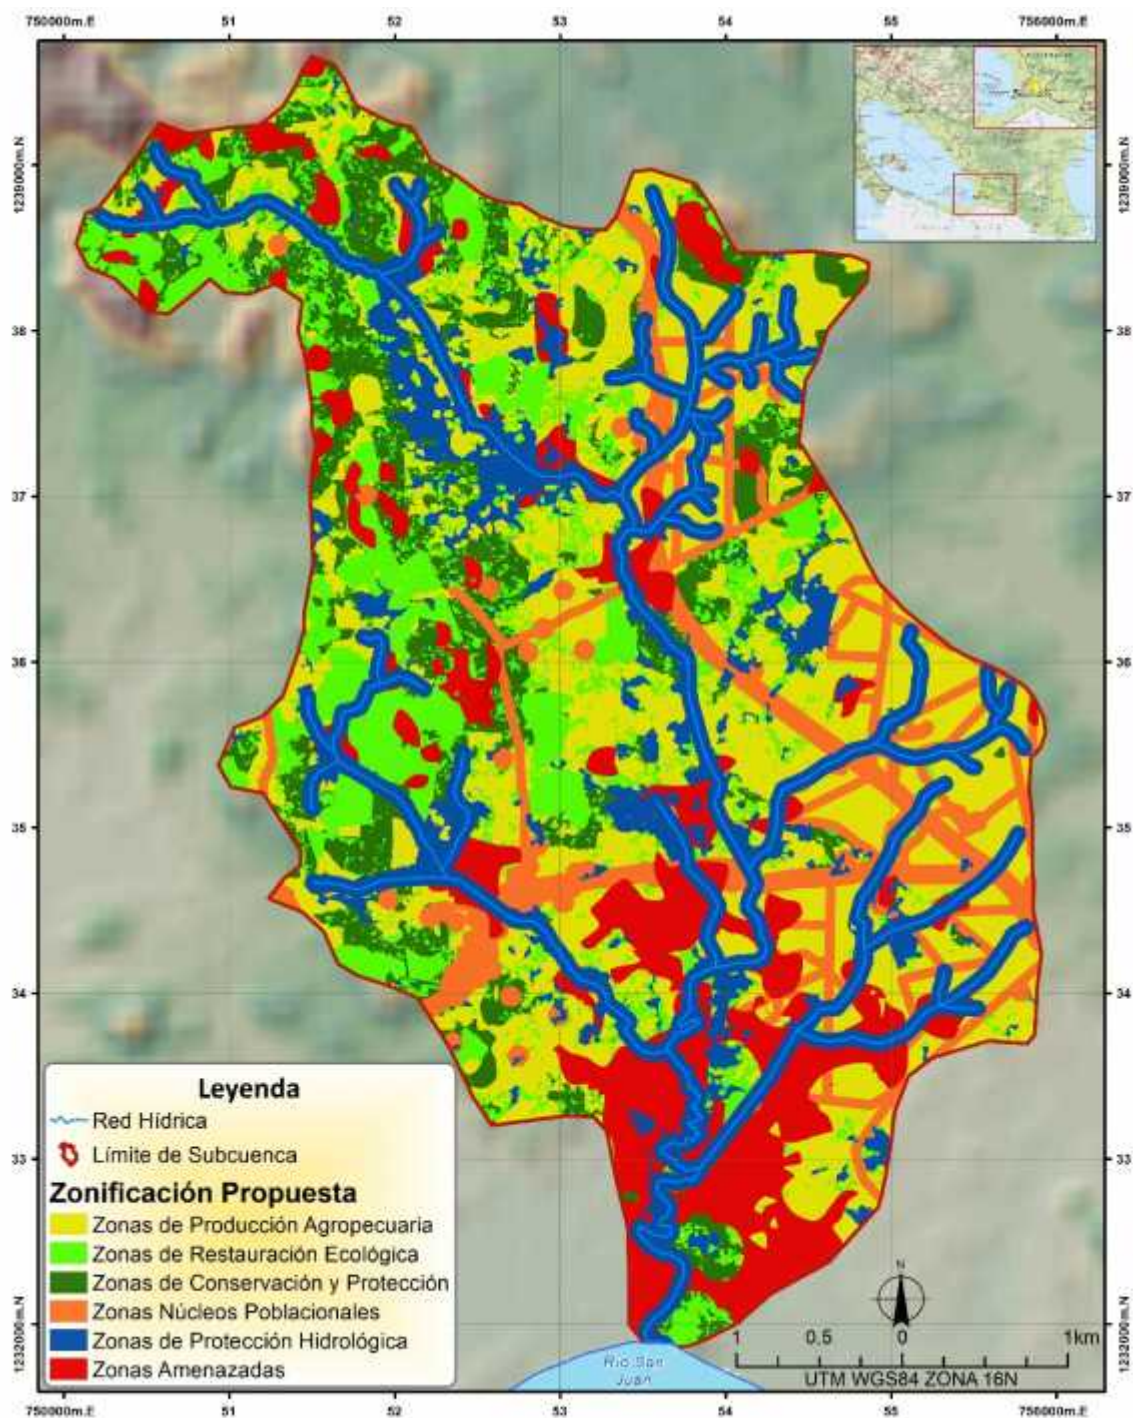 750000m.E 51 52 53 54 55 756000m.E
1239000m.N 1239000m.N
38 38
37 37
36 36
35 35
34 34
33 33
1232000m.N 1232000m.N
Leyenda
Red Hídrica
Límite de Subcuenca
Zonificación Propuesta
Zonas de Producción Agropecuaria
Zonas de Restauración Ecológica
Zonas de Conservación y Protección
Zonas Núcleos Poblacionales
Zonas de Protección Hidrológica
Zonas Amenazadas
Rio San
Juan
N
1 0.5 0 1km
UTM WGS84 ZONA 16N
750000m.E 51 52 53 54 55 756000m.E